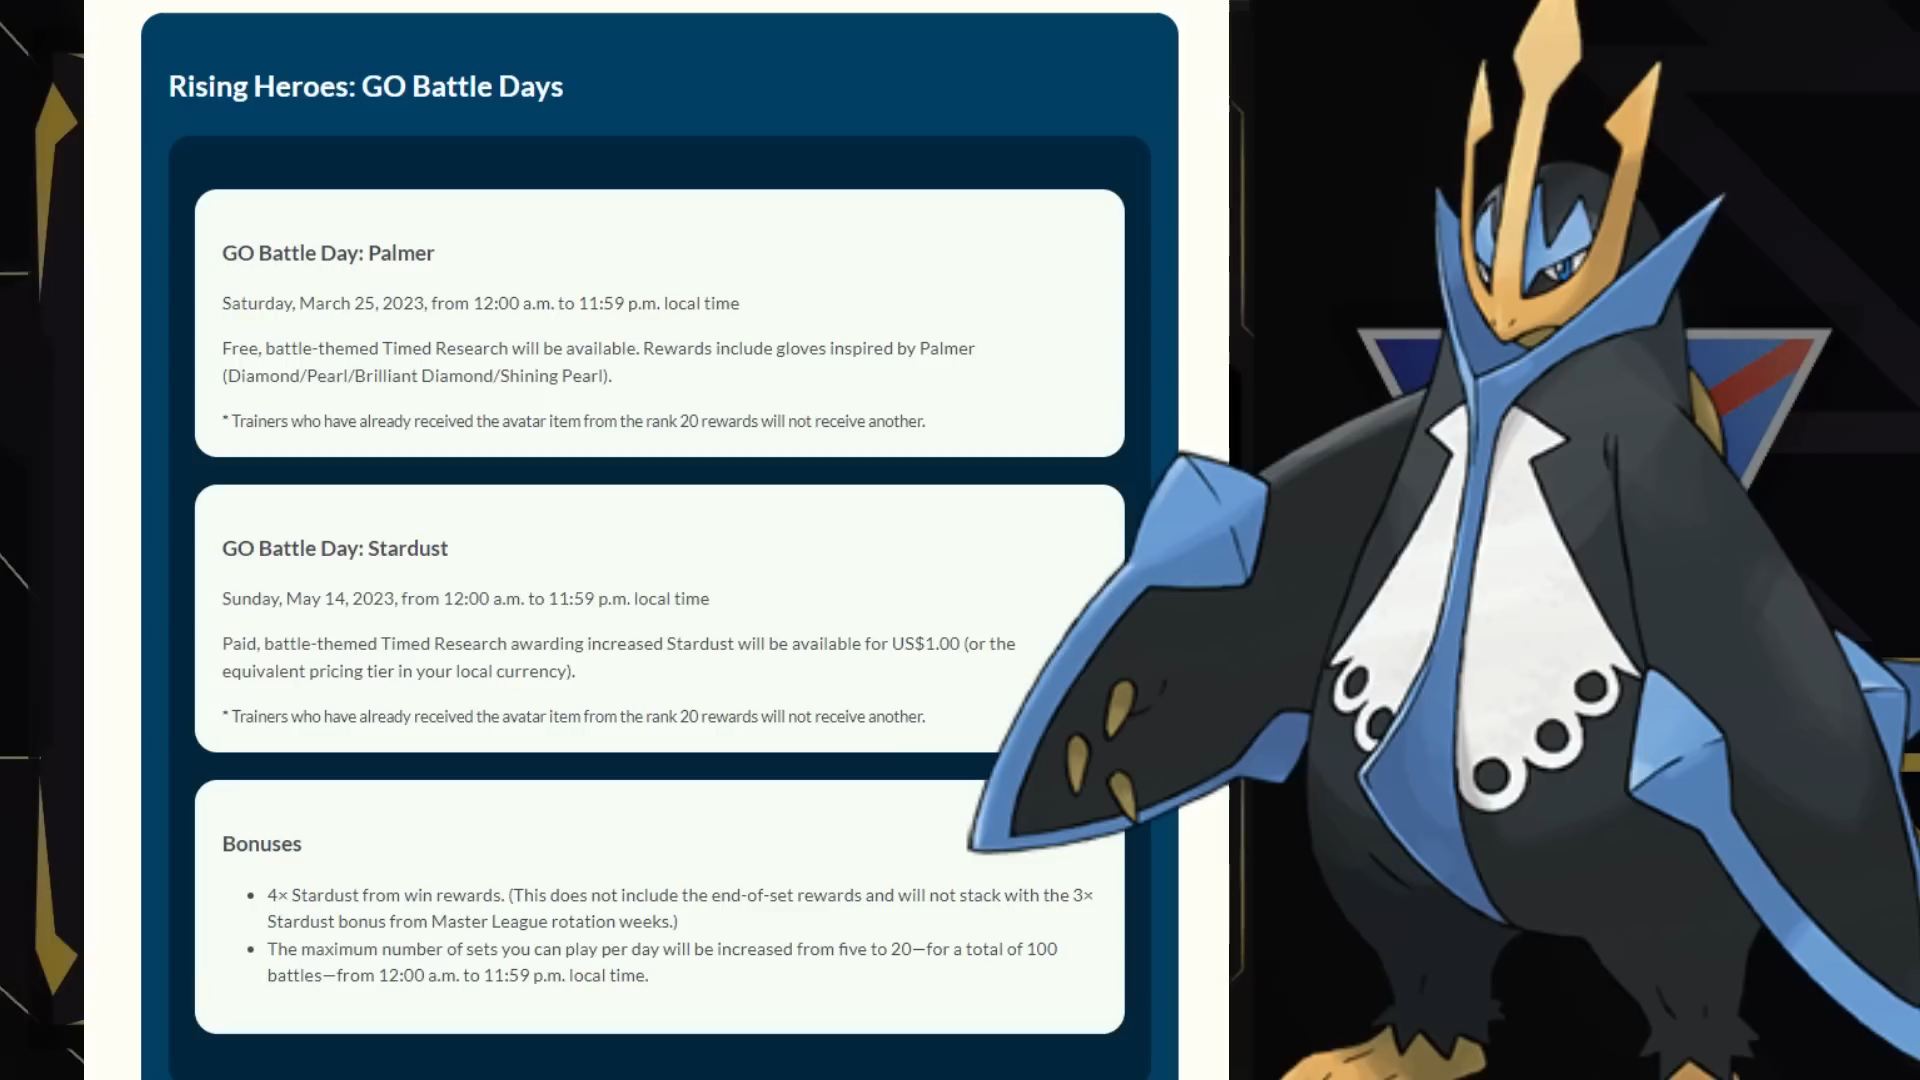 Rising Heroes: GO Battle Days
GO Battle Day: Palmer
Saturday, March 25, 2023, from 12:00 a.m. to 11:59 p.m. local time
Free, battle-themed Timed Research will be available. Rewards include gloves inspired by Palmer
(Diamond/Pearl/Brilliant Diamond/Shining Pearl).
* Trainers who have already received the avatar item from the rank 20 rewards will not receive another.
GO Battle Day: Stardust
Sunday, May 14, 2023, from 12:00 a.m. to 11:59 p.m. local time
Paid, battle-themed Timed Research awarding increased Stardust will be available for US$1.00 (or the
equivalent pricing tier in your local currency).
* Trainers who have already received the avatar item from the rank 20 rewards will not receive another.
Bonuses
• 4× Stardust from win rewards. (This does not include the end-of-set rewards and will not stack with the 3×
Stardust bonus from Master League rotation weeks.)
• The maximum number of sets you can play per day will be increased from five to 20—for a total of 100
battles—from 12:00 a.m. to 11:59 p.m. local time.